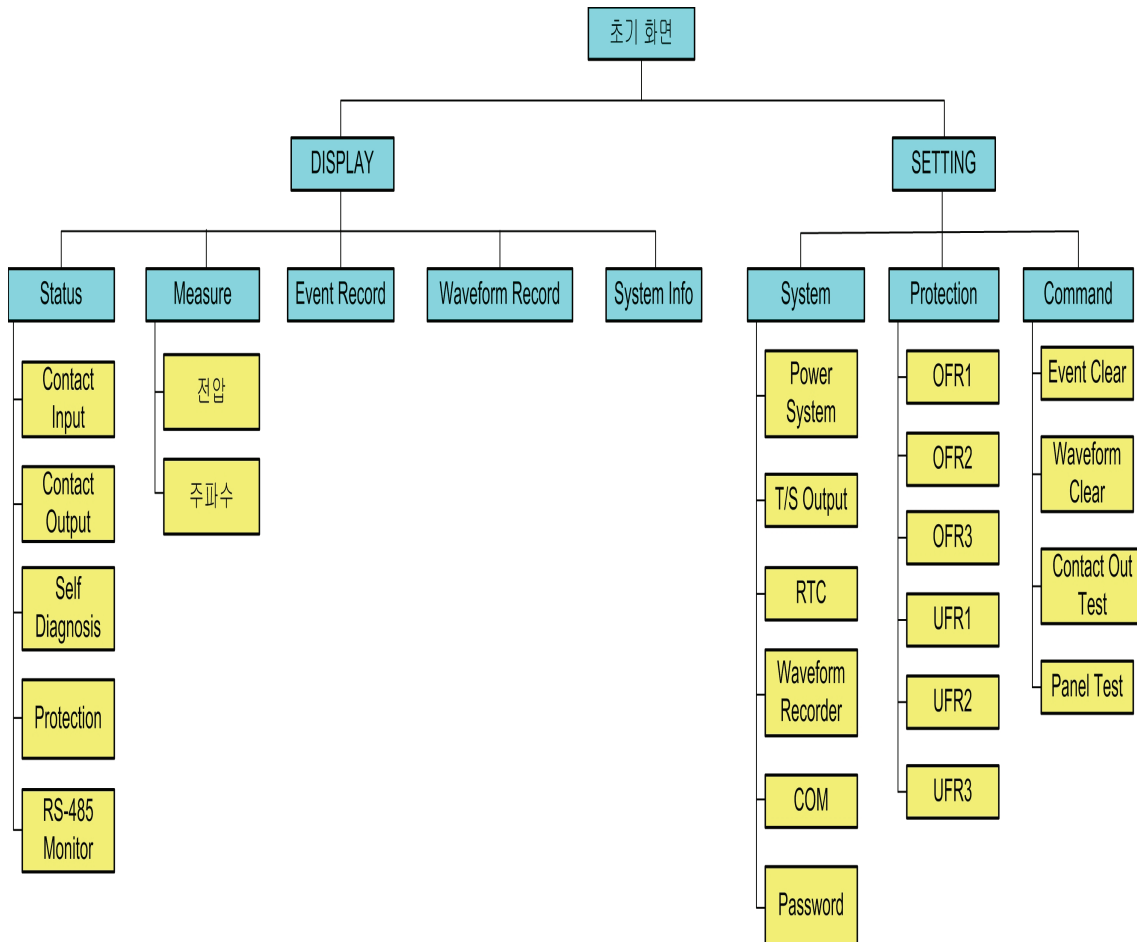 초기 화면
DISPLAY
SETTING
Status
Measure
Event Record
Waveform Record
System Info
System
Protection
Command
Contact
Input
Contact
Output
Self
Diagnosis
Protection
RS-485
Monitor
전압
주파수
Power
System
T/S Output
RTC
Waveform
Recorder
COM
Password
OFR1
OFR2
OFR3
UFR1
UFR2
UFR3
Event Clear
Waveform
Clear
Contact Out
Test
Panel Test